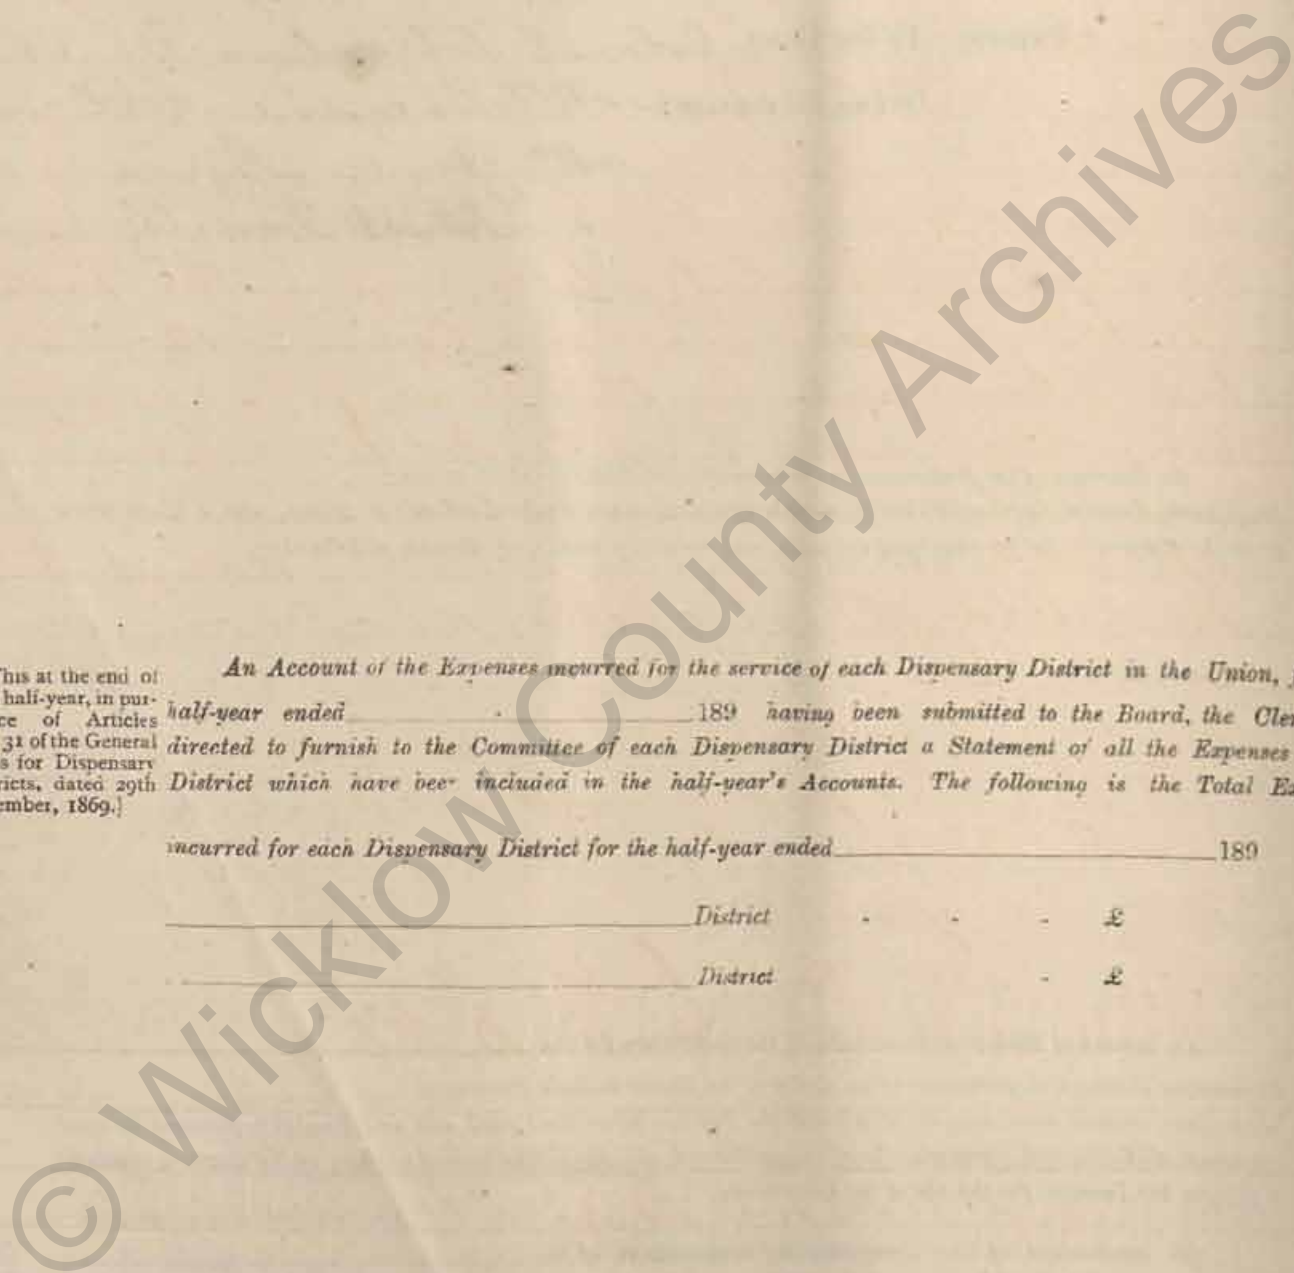 his at the end of
half-year, in pur-
ce of Articles
31 of the General
s for Dispensary
ricts, dated 29th
ember, 1869.]
An Account of the Expenses incurred for the service of each Dispensary District in the Union,
half-year ended 189 having been submitted to the Board, the Cler
directed to furnish to the Committee of each Dispensary District a Statement of all the Expenses
District which have been included in the half-year's Accounts. The following is the Total Ex
incurred for each Dispensary District for the half-year ended 189
District - - - £
District - £
© Wicklow County Archives